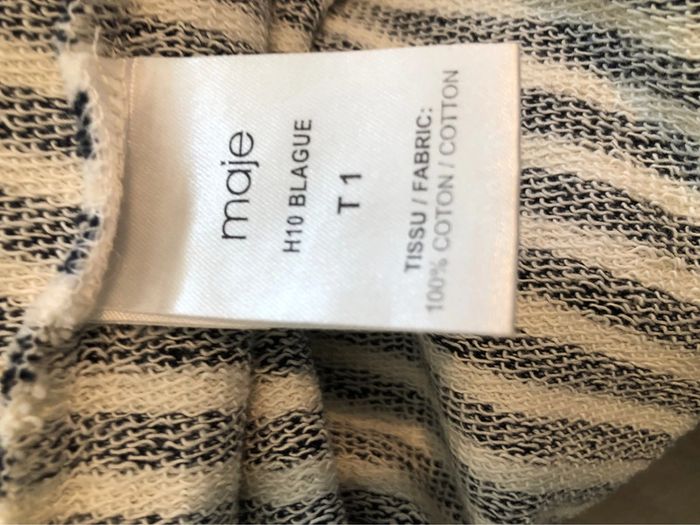 maje
H10 BLAGUE
T 1
TISSU / FABRIC:
100% COTON / COTTON